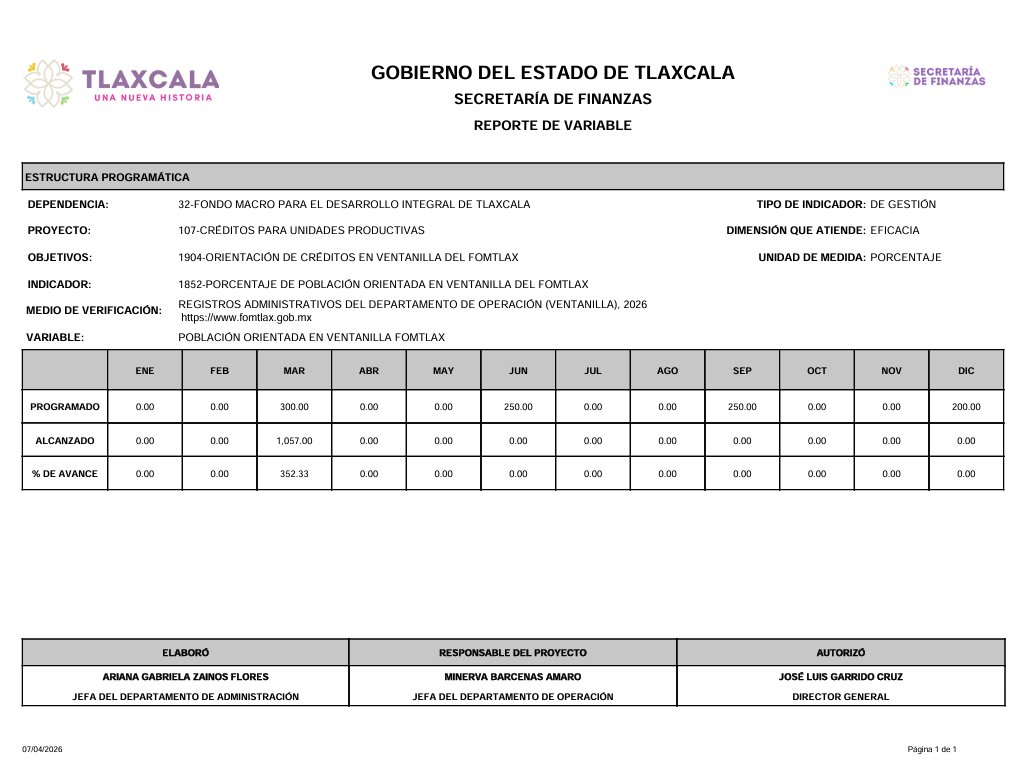 TLAXCALA
UNA NUEVA HISTORIA
GOBIERNO DEL ESTADO DE TLAXCALA
SECRETARÍA DE FINANZAS
REPORTE DE VARIABLE
SECRETARÍA
DE FINANZAS
ESTRUCTURA PROGRAMÁTICA
DEPENDENCIA: 32-FONDO MACRO PARA EL DESARROLLO INTEGRAL DE TLAXCALA TIPO DE INDICADOR: DE GESTIÓN
PROYECTO: 107-CRÉDITOS PARA UNIDADES PRODUCTIVAS DIMENSIÓN QUE ATIENDE: EFICACIA
OBJETIVOS: 1904-ORIENTACIÓN DE CRÉDITOS EN VENTANILLA DEL FOMTLAX UNIDAD DE MEDIDA: PORCENTAJE
INDICADOR: 1852-PORCENTAJE DE POBLACIÓN ORIENTADA EN VENTANILLA DEL FOMTLAX
MEDIO DE VERIFICACIÓN: REGISTROS ADMINISTRATIVOS DEL DEPARTAMENTO DE OPERACIÓN (VENTANILLA), 2026
https://www.fomtlax.gob.mx
VARIABLE: POBLACIÓN ORIENTADA EN VENTANILLA FOMTLAX
ENE FEB MAR ABR MAY JUN JUL AGO SEP OCT NOV DIC
PROGRAMADO 0.00 0.00 300.00 0.00 0.00 250.00 0.00 0.00 250.00 0.00 0.00 200.00
ALCANZADO 0.00 0.00 1,057.00 0.00 0.00 0.00 0.00 0.00 0.00 0.00 0.00 0.00
% DE AVANCE 0.00 0.00 352.33 0.00 0.00 0.00 0.00 0.00 0.00 0.00 0.00 0.00
ELABORÓ RESPONSABLE DEL PROYECTO AUTORIZÓ
ARIANA GABRIELA ZAINOS FLORES MINERVA BARCENAS AMARO JOSÉ LUIS GARRIDO CRUZ
JEFA DEL DEPARTAMENTO DE ADMINISTRACIÓN JEFA DEL DEPARTAMENTO DE OPERACIÓN DIRECTOR GENERAL
07/04/2026 Página 1 de 1